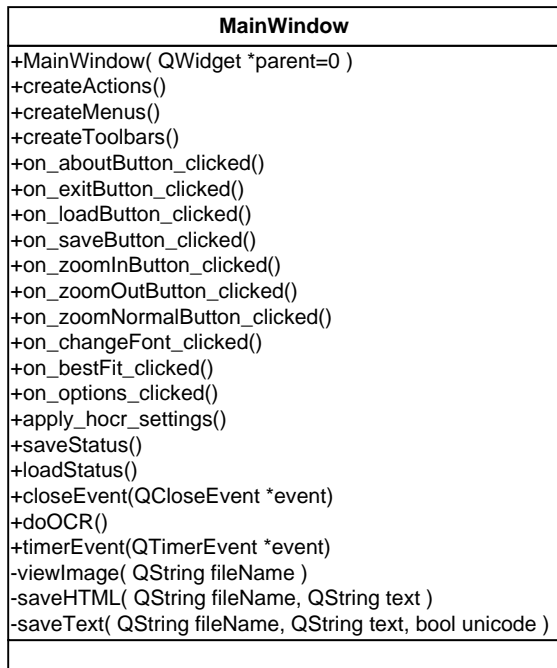 MainWindow
+MainWindow( QWidget *parent=0 )
+createActions()
+createMenus()
+createToolbars()
+on_aboutButton_clicked()
+on_exitButton_clicked()
+on_loadButton_clicked()
+on_saveButton_clicked()
+on_zoomInButton_clicked()
+on_zoomOutButton_clicked()
+on_zoomNormalButton_clicked()
+on_changeFont_clicked()
+on_bestFit_clicked()
+on_options_clicked()
+apply_hocr_settings()
+saveStatus()
+loadStatus()
+closeEvent(QCloseEvent *event)
+doOCR()
+timerEvent(QTimerEvent *event)
-viewImage( QString fileName )
-saveHTML( QString fileName, QString text )
-saveText( QString fileName, QString text, bool unicode )